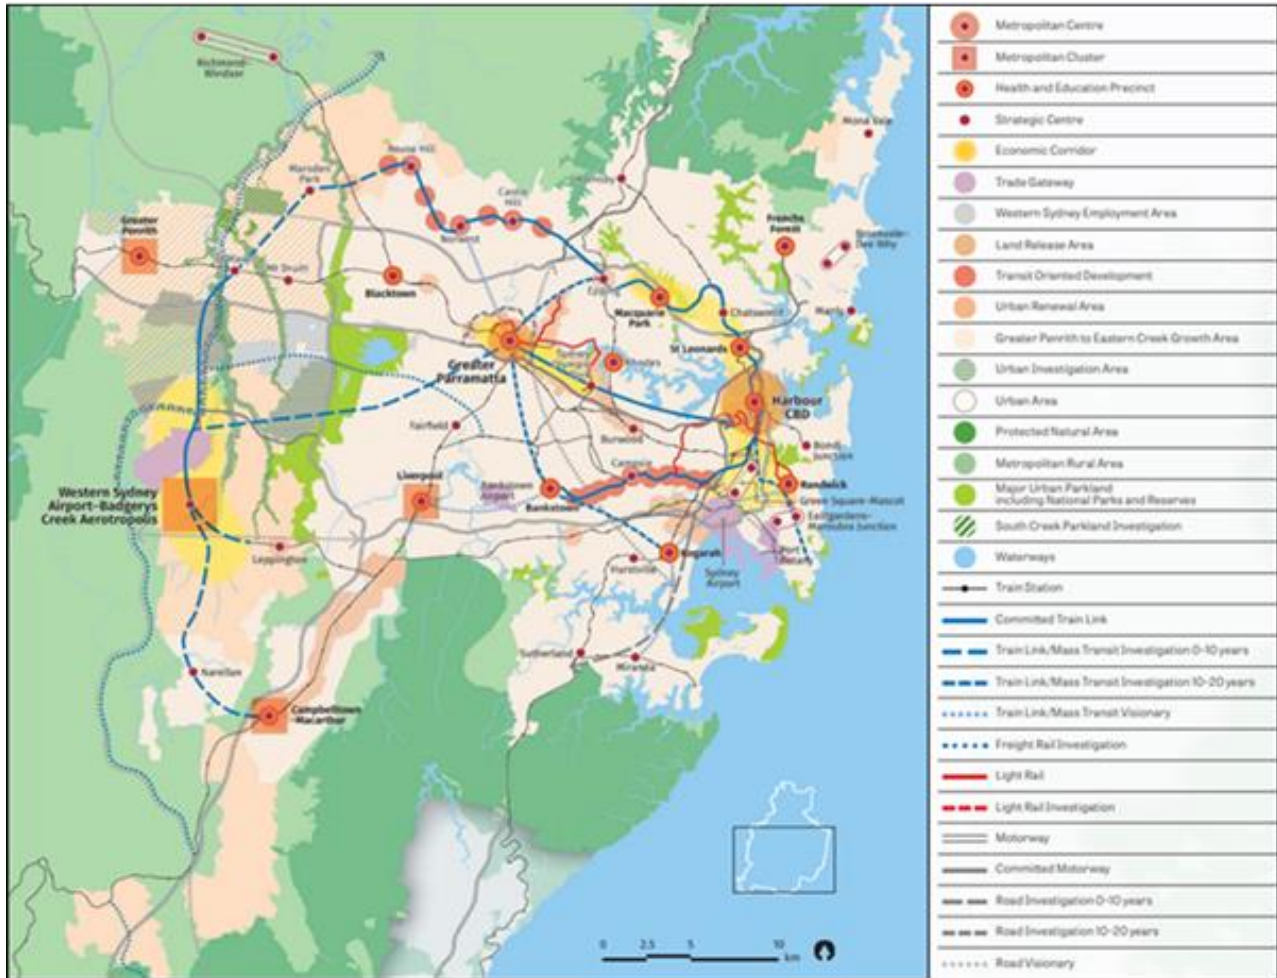 Richmond-
Windsor
Mona Vale
Rouse Hill
Marsden
Park
Hornsby
Castle
Hill
Greater
Penrith
Norwest
Frenchs
Forest
Brookvale-
Dee Why
Mt Druitt
Blacktown
Epping
Macquarie
Park
Chatswood
Manly
St Leonards
Greater
Parramatta
Rhodes
Harbour
CBD
Fairfield
Burwood
Bondi
Junction
Liverpool
Campsie
Western Sydney
Airport-Badgerys
Creek Aerotropolis
Bankstown
Airport
Bankstown
Randwick
Green Square-Mascot
Eastgardens-
Maroubra Junction
Leppington
Kogarah
Hurstville
Port
Botany
Sydney
Airport
Sutherland
Miranda
Narellan
Campbelltown
-Macarthur
0 2.5 5 10
km
Metropolitan Centre
Metropolitan Cluster
Health and Education Precinct
Strategic Centre
Economic Corridor
Trade Gateway
Western Sydney Employment Area
Land Release Area
Transit Oriented Development
Urban Renewal Area
Greater Penrith to Eastern Creek Growth Area
Urban Investigation Area
Urban Area
Protected Natural Area
Metropolitan Rural Area
Major Urban Parkland
including National Parks and Reserves
South Creek Parkland Investigation
Waterways
Train Station
Committed Train Link
Train Link/Mass Transit Investigation 0-10 years
Train Link/Mass Transit Investigation 10-20 years
Train Link/Mass Transit Visionary
Freight Rail Investigation
Light Rail
Light Rail Investigation
Motorway
Committed Motorway
Road Investigation 0-10 years
Road Investigation 10-20 years
Road Visionary